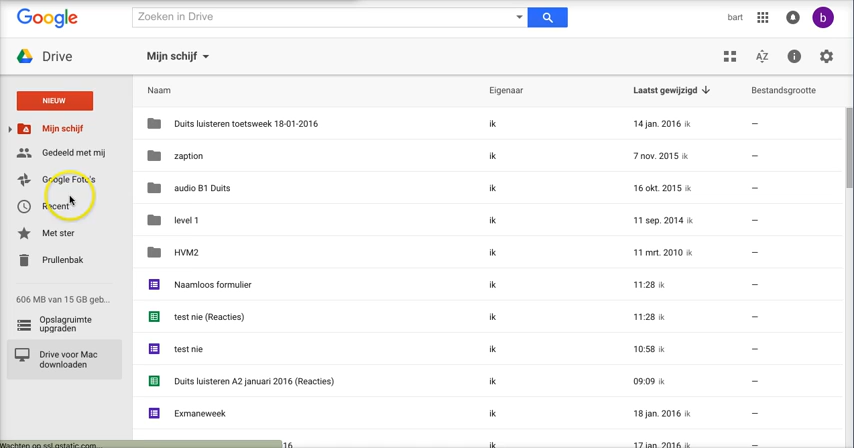 Google
Zoeken in Drive
bart
b
Drive
Mijn schijf
AZ
NIEUW
Mijn schijf
Gedeeld met mij
Google Foto's
Recent
Met ster
Prullenbak
606 MB van 15 GB geb...
Opslagruimte
upgraden
Drive voor Mac
downloaden
Naam Eigenaar Laatst gewijzigd Bestandsgrootte
Duits luisteren toetsweek 18-01-2016 ik 14 jan. 2016 ik —
zaption ik 7 nov. 2015 ik —
audio B1 Duits ik 16 okt. 2015 ik —
level 1 ik 11 sep. 2014 ik —
HVM2 ik 11 mrt. 2010 ik —
Naamloos formulier ik 11:28 ik —
test nie (Reacties) ik 11:28 ik —
test nie ik 10:58 ik —
Duits luisteren A2 januari 2016 (Reacties) ik 09:09 ik —
Exmaneweek ik 18 jan. 2016 ik —
16 ik 17 jan. 2016 ik —
Wachten op ssl.gstatic.com...